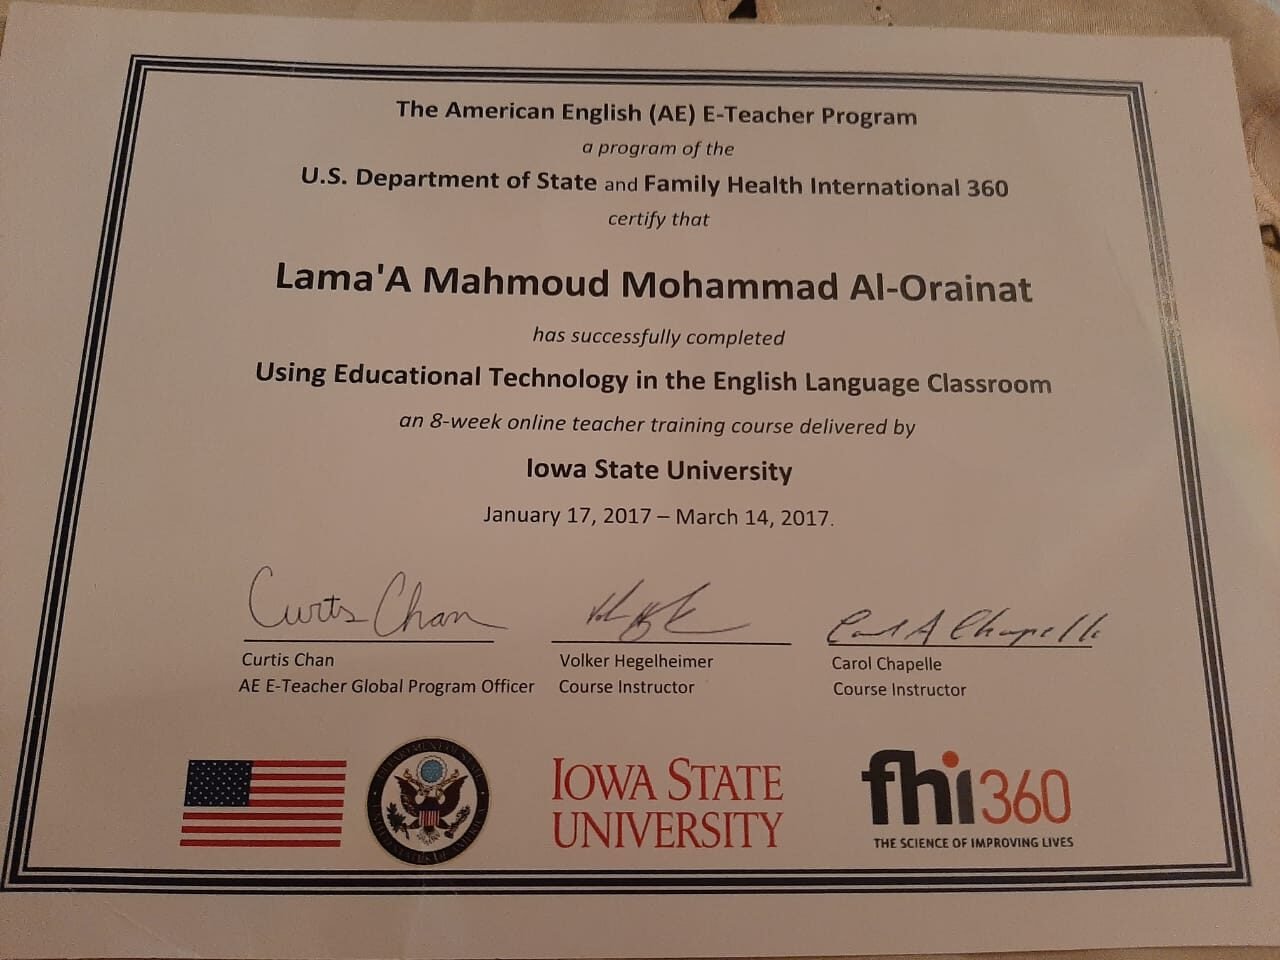 The American English (AE) E-Teacher Program
a program of the
U.S. Department of State and Family Health International 360
certify that
Lama'A Mahmoud Mohammad Al-Orainat
has successfully completed
Using Educational Technology in the English Language Classroom
an 8-week online teacher training course delivered by
Iowa State University
January 17, 2017 – March 14, 2017.
Curtis Chan
Carol A Chapelle
Curtis Chan
Volker Hegelheimer
Carol Chapelle
AE E-Teacher Global Program Officer
Course Instructor
Course Instructor
IOWA STATE
UNIVERSITY
fhi360
THE SCIENCE OF IMPROVING LIVES